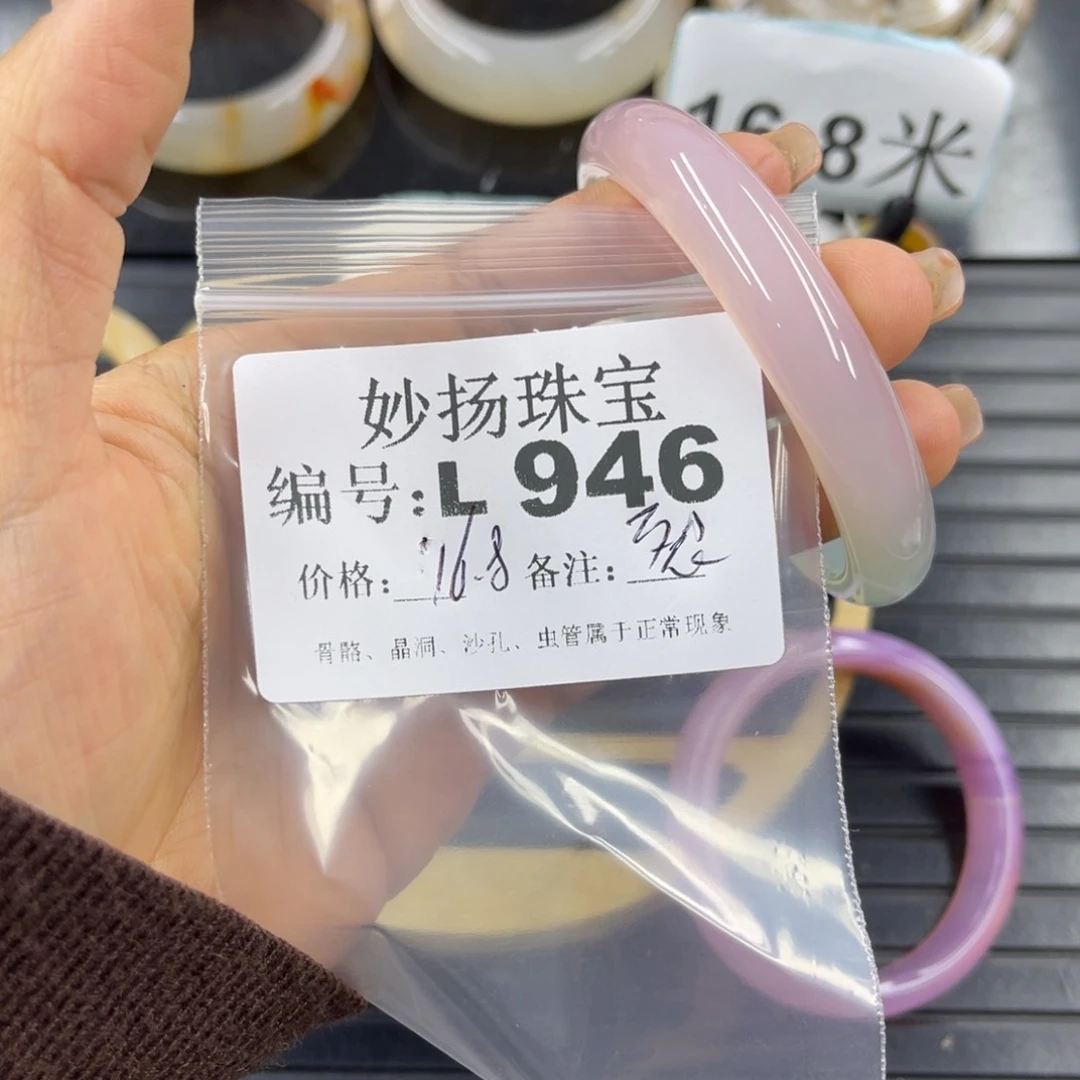 16.8米
妙扬珠宝
编号:L 946
价格: 16.8 备注:
骨骼、晶洞、沙孔、虫管属于正常现象